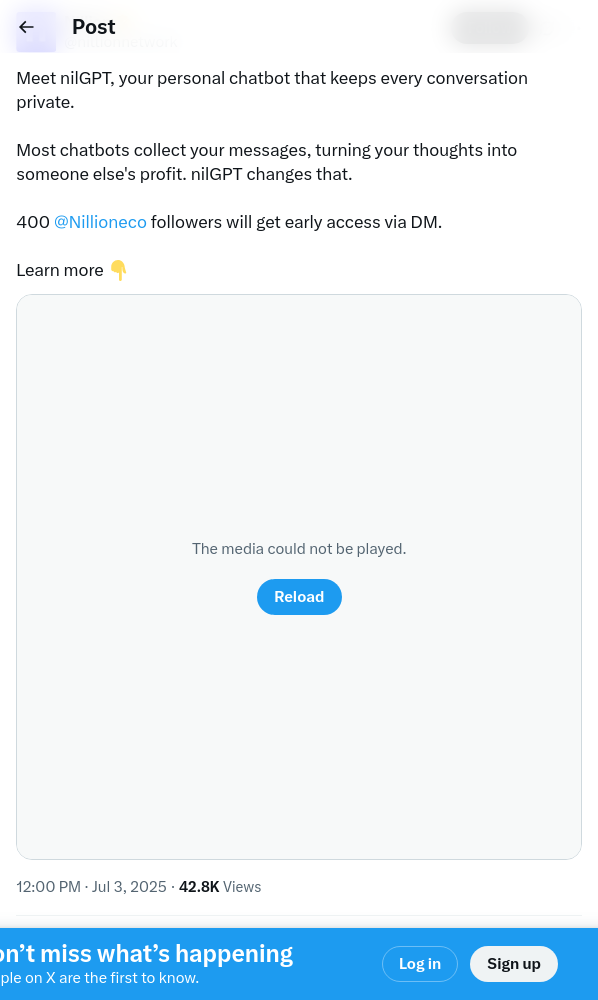 Post
Meet nilGPT, your personal chatbot that keeps every conversation
private.
Most chatbots collect your messages, turning your thoughts into
someone else's profit. nilGPT changes that.
400 @Nillioneco followers will get early access via DM.
Learn more 👇
The media could not be played.
Reload
12:00 PM · Jul 3, 2025 · 42.8K Views
on’t miss what’s happening
ple on X are the first to know.
Log in
Sign up